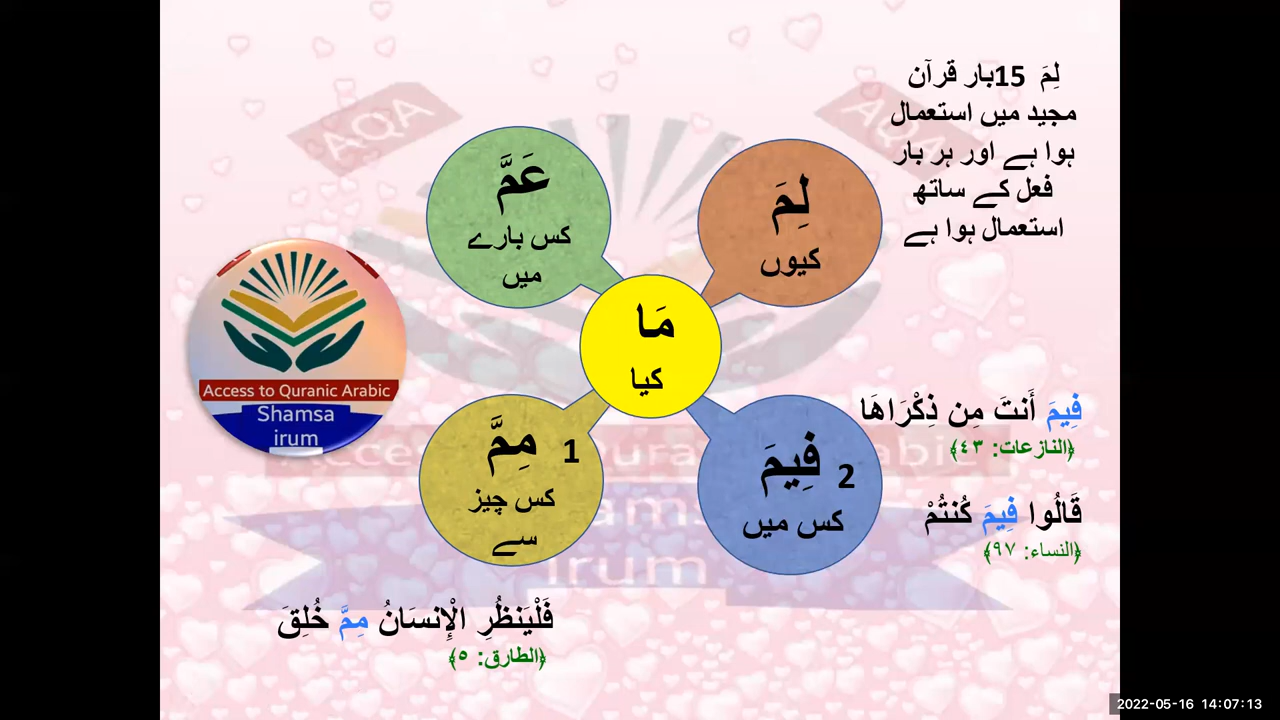 لِمَ 15بار قرآن
مجید میں استعمال
ہوا ہے اور ہر بار
فعل کے ساتھ
استعمال ہوا ہے
AQA
AQA
عَمَّ
کس بارے
میں
لِمَ
کیوں
مَا
کیا
Access to Quranic Arabic
Shamsa
irum
مِمَّ 1
کس چیز
سے
فِيمَ 2
کس میں
فِيمَ أَنتَ مِن ذِكْرَاهَا
﴿النازعات: ٤٣﴾
قَالُوا فِيمَ كُنتُمْ
﴿النساء: ٩٧﴾
irum
فَلْيَنظُرِ الْإِنسَانُ مِمَّ خُلِقَ
﴿الطارق: ٥﴾
2022-05-16 14:07:13